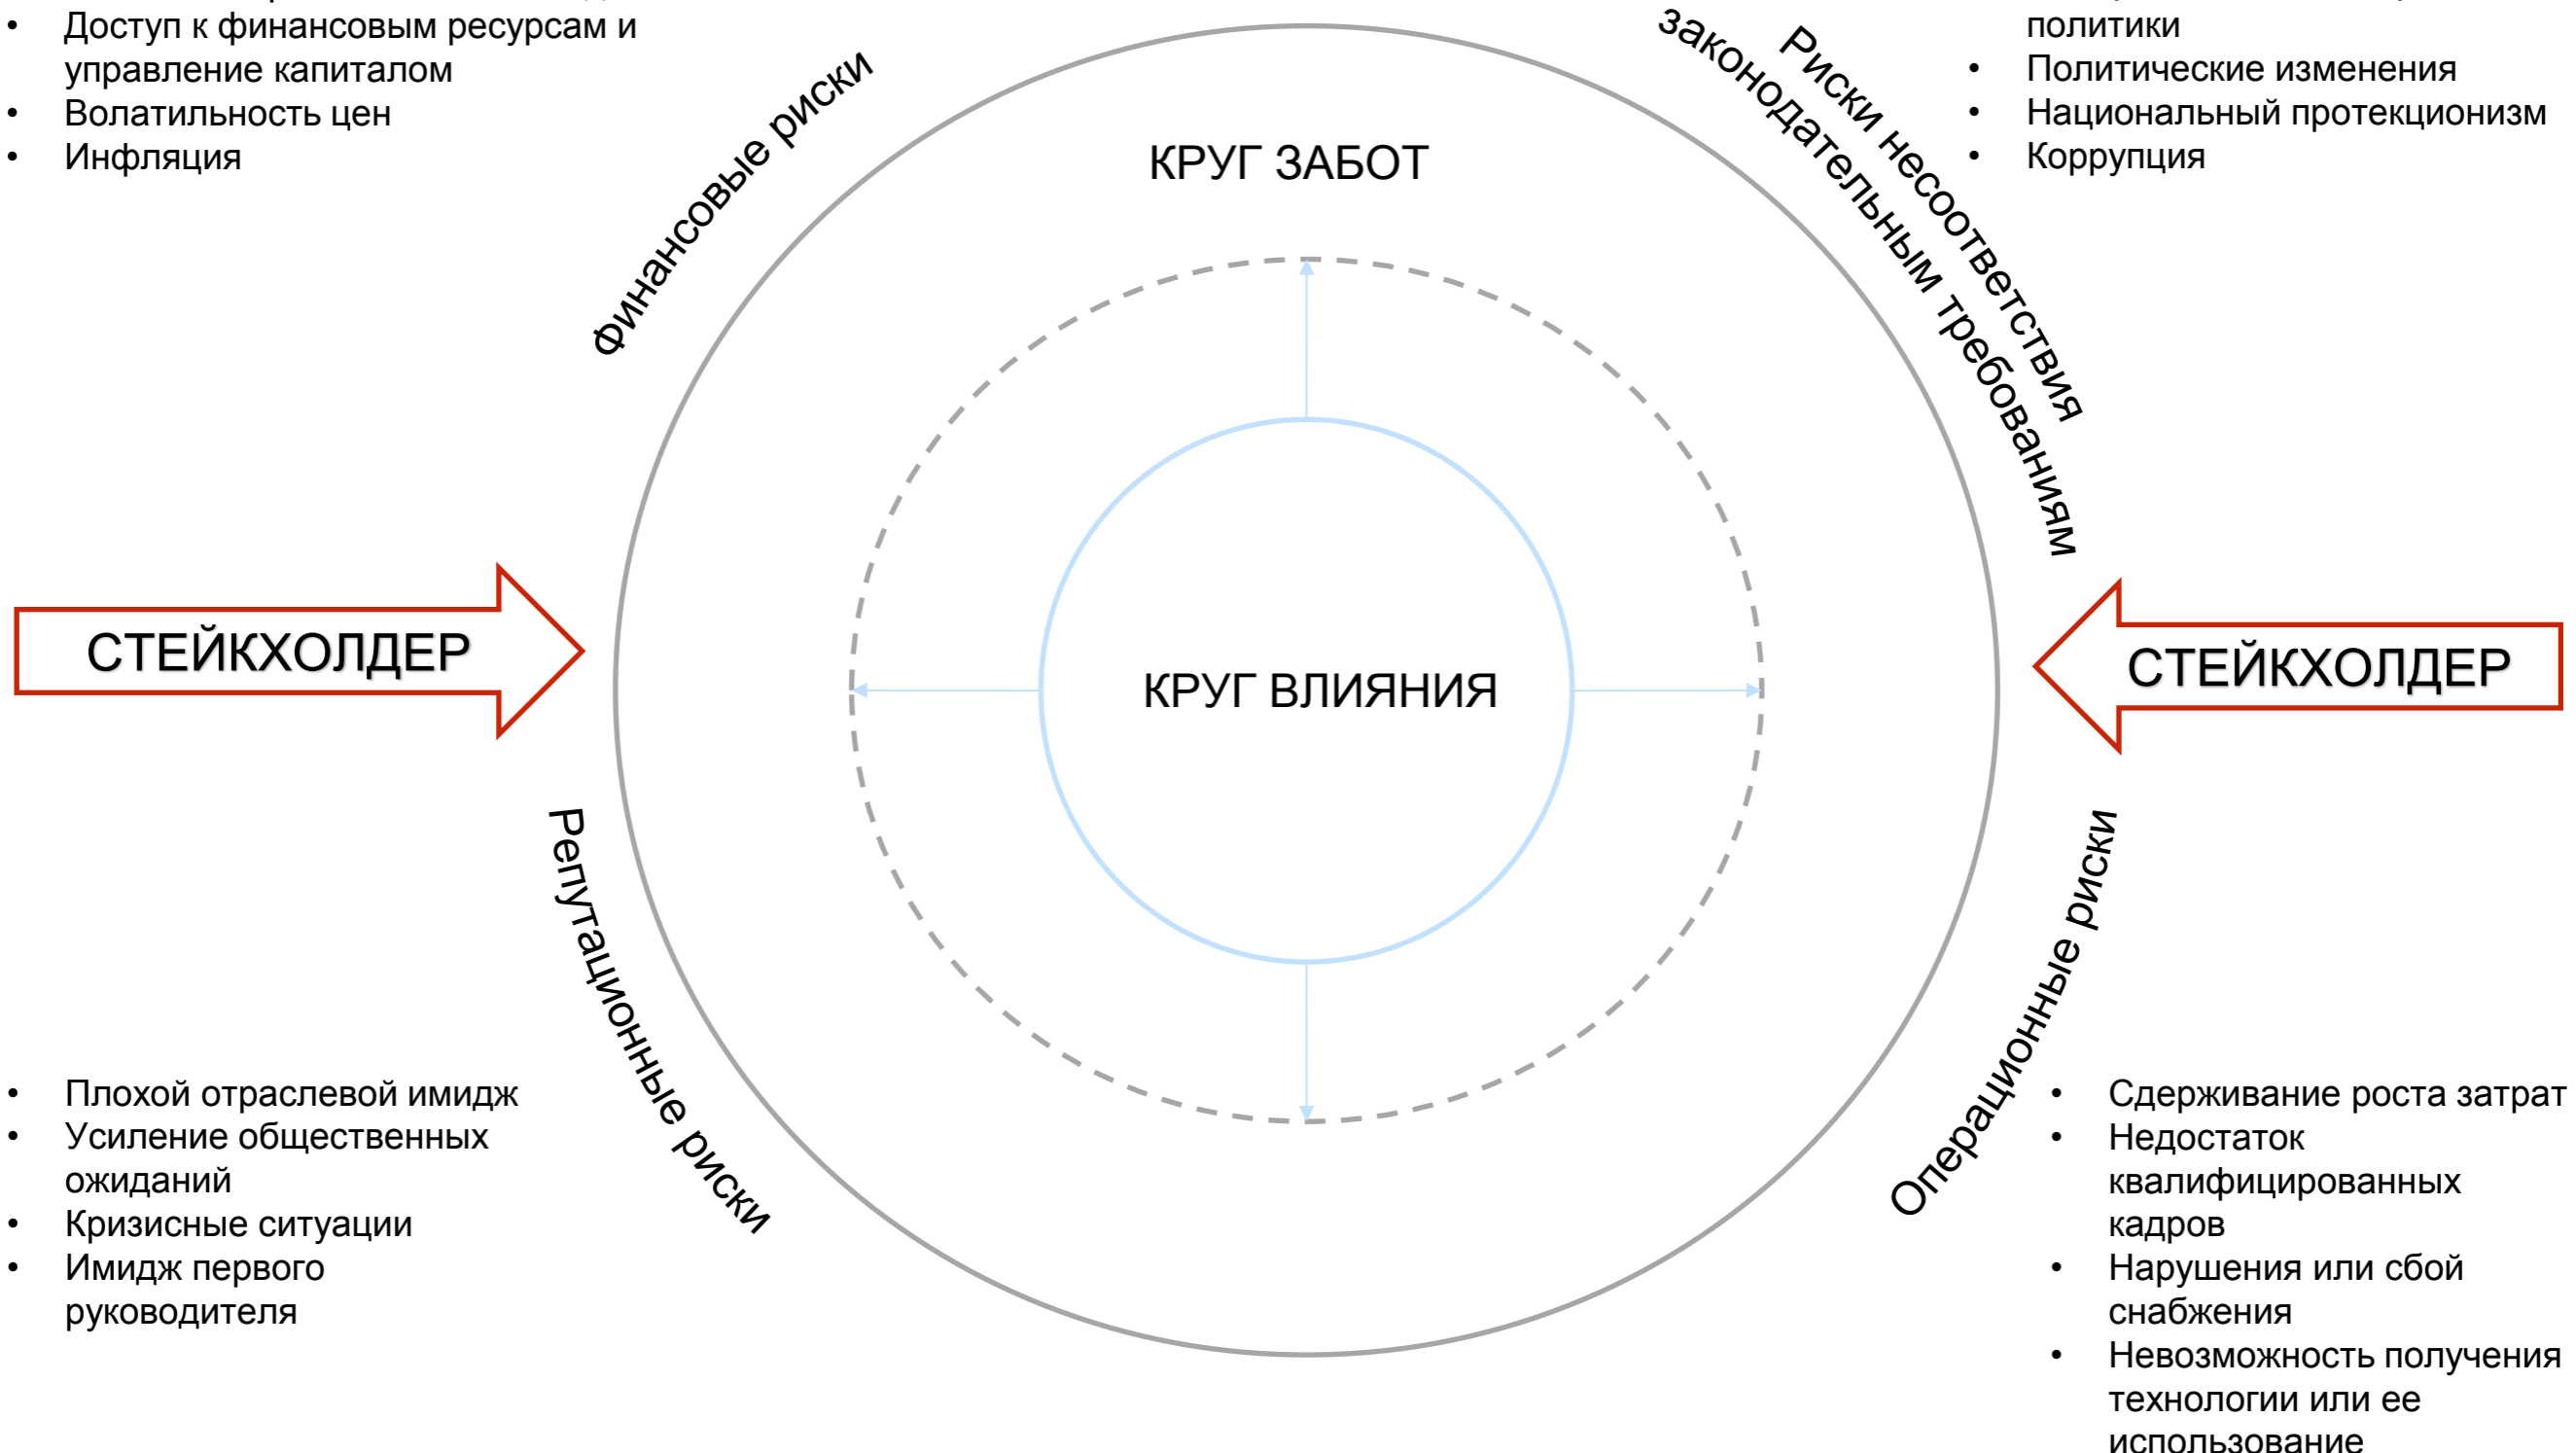 • Доступ к финансовым ресурсам и
управление капиталом
• Волатильность цен
• Инфляция
Финансовые риски
КРУГ ЗАБОТ
Риски несоответствия
законодательным требованиям
политики
• Политические изменения
• Национальный протекционизм
• Коррупция
СТЕЙКХОЛДЕР
КРУГ ВЛИЯНИЯ
СТЕЙКХОЛДЕР
Репутационные риски
Операционные риски
• Плохой отраслевой имидж
• Усиление общественных
ожиданий
• Кризисные ситуации
• Имидж первого
руководителя
• Сдерживание роста затрат
• Недостаток
квалифицированных
кадров
• Нарушения или сбой
снабжения
• Невозможность получения
технологии или ее
использование